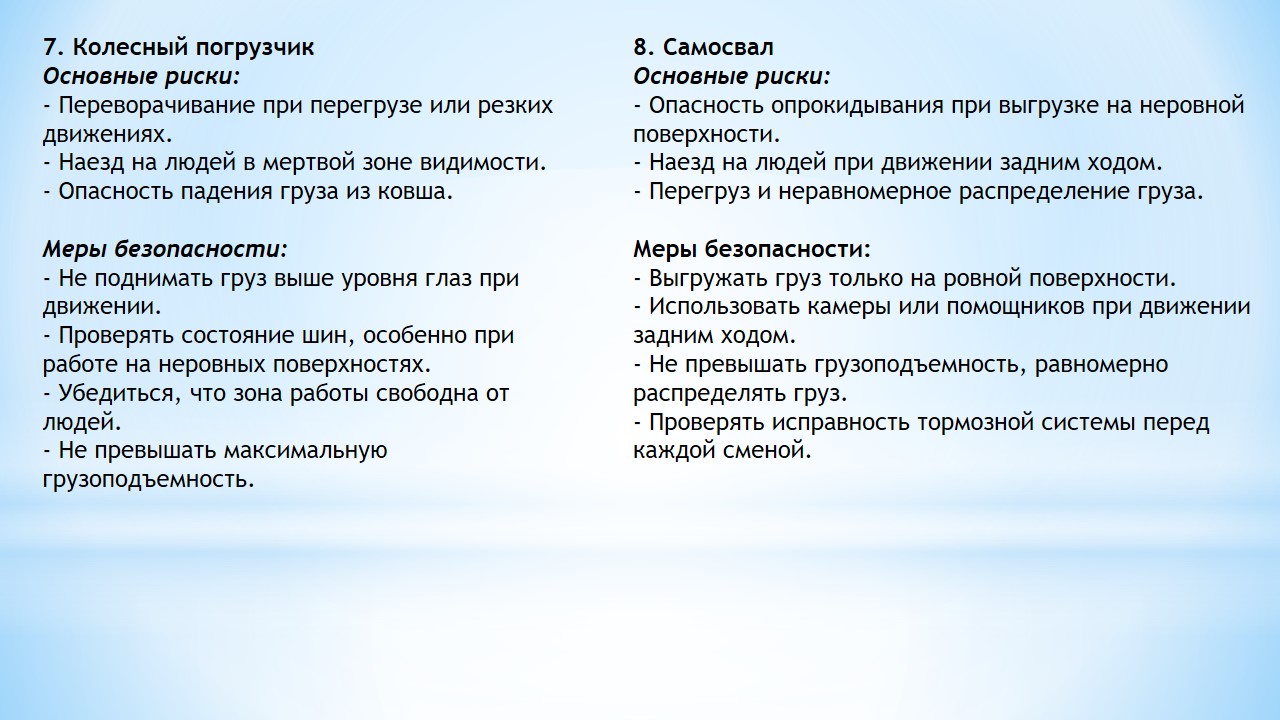 7. Колесный погрузчик
Основные риски:
- Переворачивание при перегрузе или резких
движениях.
- Наезд на людей в мертвой зоне видимости.
- Опасность падения груза из ковша.
Меры безопасности:
- Не поднимать груз выше уровня глаз при
движении.
- Проверять состояние шин, особенно при
работе на неровных поверхностях.
- Убедиться, что зона работы свободна от
людей.
- Не превышать максимальную
грузоподъемность.
8. Самосвал
Основные риски:
- Опасность опрокидывания при выгрузке на неровной
поверхности.
- Наезд на людей при движении задним ходом.
- Перегруз и неравномерное распределение груза.
Меры безопасности:
- Выгружать груз только на ровной поверхности.
- Использовать камеры или помощников при движении
задним ходом.
- Не превышать грузоподъемность, равномерно
распределять груз.
- Проверять исправность тормозной системы перед
каждой сменой.